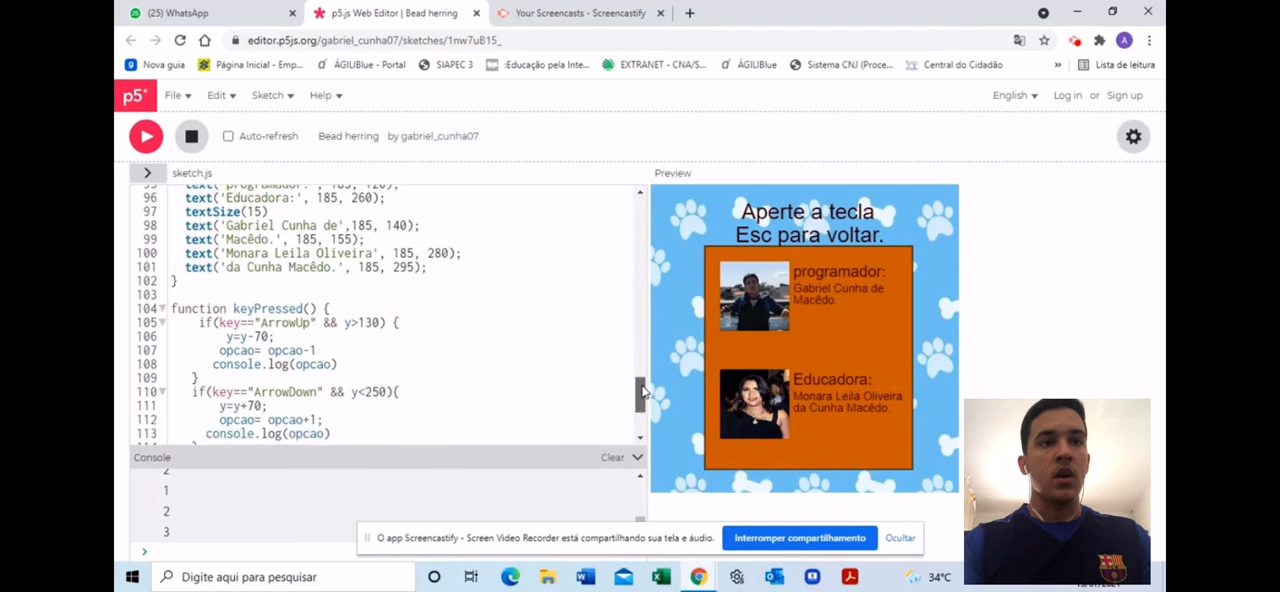 (25) WhatsApp
p5.js Web Editor | Bead herring
Your Screencasts - Screencastify
editor.p5js.org/gabriel_cunha07/sketches/1nw7uB15_
Nova guia
Página Inicial - Emp...
ÁGILIBlue - Portal
SIAPEC 3
:Educação pela Inte...
EXTRANET - CNA/S...
ÁGILIBlue
Sistema CNJ (Proce...
Central do Cidadão
»
Lista de leitura
p5*
File
Edit
Sketch
Help
English
Log in or Sign up
Auto-refresh
Bead herring by gabriel_cunha07
sketch.js
Preview
95 text('programador:', 185, 120);
96 text('Educadora:', 185, 260);
97 textSize(15)
98 text('Gabriel Cunha de',185, 140);
99 text('Macêdo.', 185, 155);
100 text('Monara Leila Oliveira', 185, 280);
101 text('da Cunha Macêdo.', 185, 295);
102 }
103
104 function keyPressed() {
105 if(key=="ArrowUp" && y>130) {
106 y=y-70;
107 opcao= opcao-1
108 console.log(opcao)
109 }
110 if(key=="ArrowDown" && y<250){
111 y=y+70;
112 opcao= opcao+1;
113 console.log(opcao)
Console
Clear
2
1
2
3
Aperte a tecla
Esc para voltar.
programador:
Gabriel Cunha de
Macêdo.
Educadora:
Monara Leila Oliveira
da Cunha Macêdo.
O app Screencastify - Screen Video Recorder está compartilhando sua tela e áudio.
Interromper compartilhamento
Ocultar
Digite aqui para pesquisar
34°C